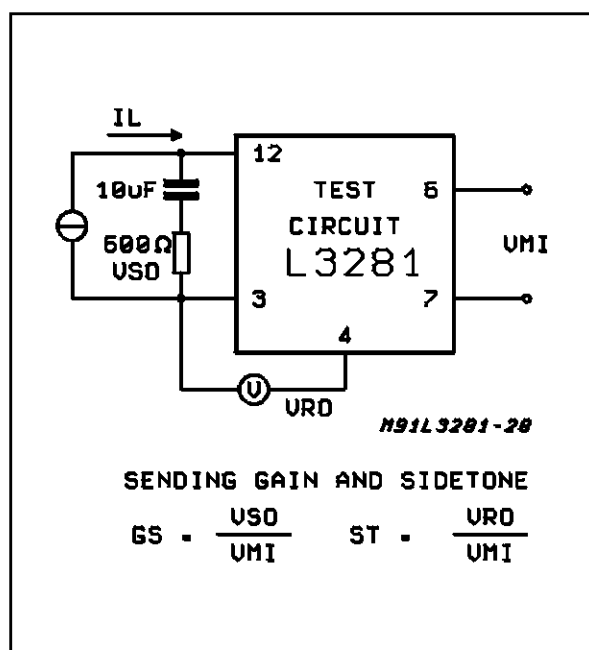 IL
12
10uF
TEST
6
CIRCUIT
600Ω
VMI
VSO
L3281
3
7
4
V
VRO
M91L3281-28
SENDING GAIN AND SIDETONE
GS = VSO / VMI ST = VRO / VMI